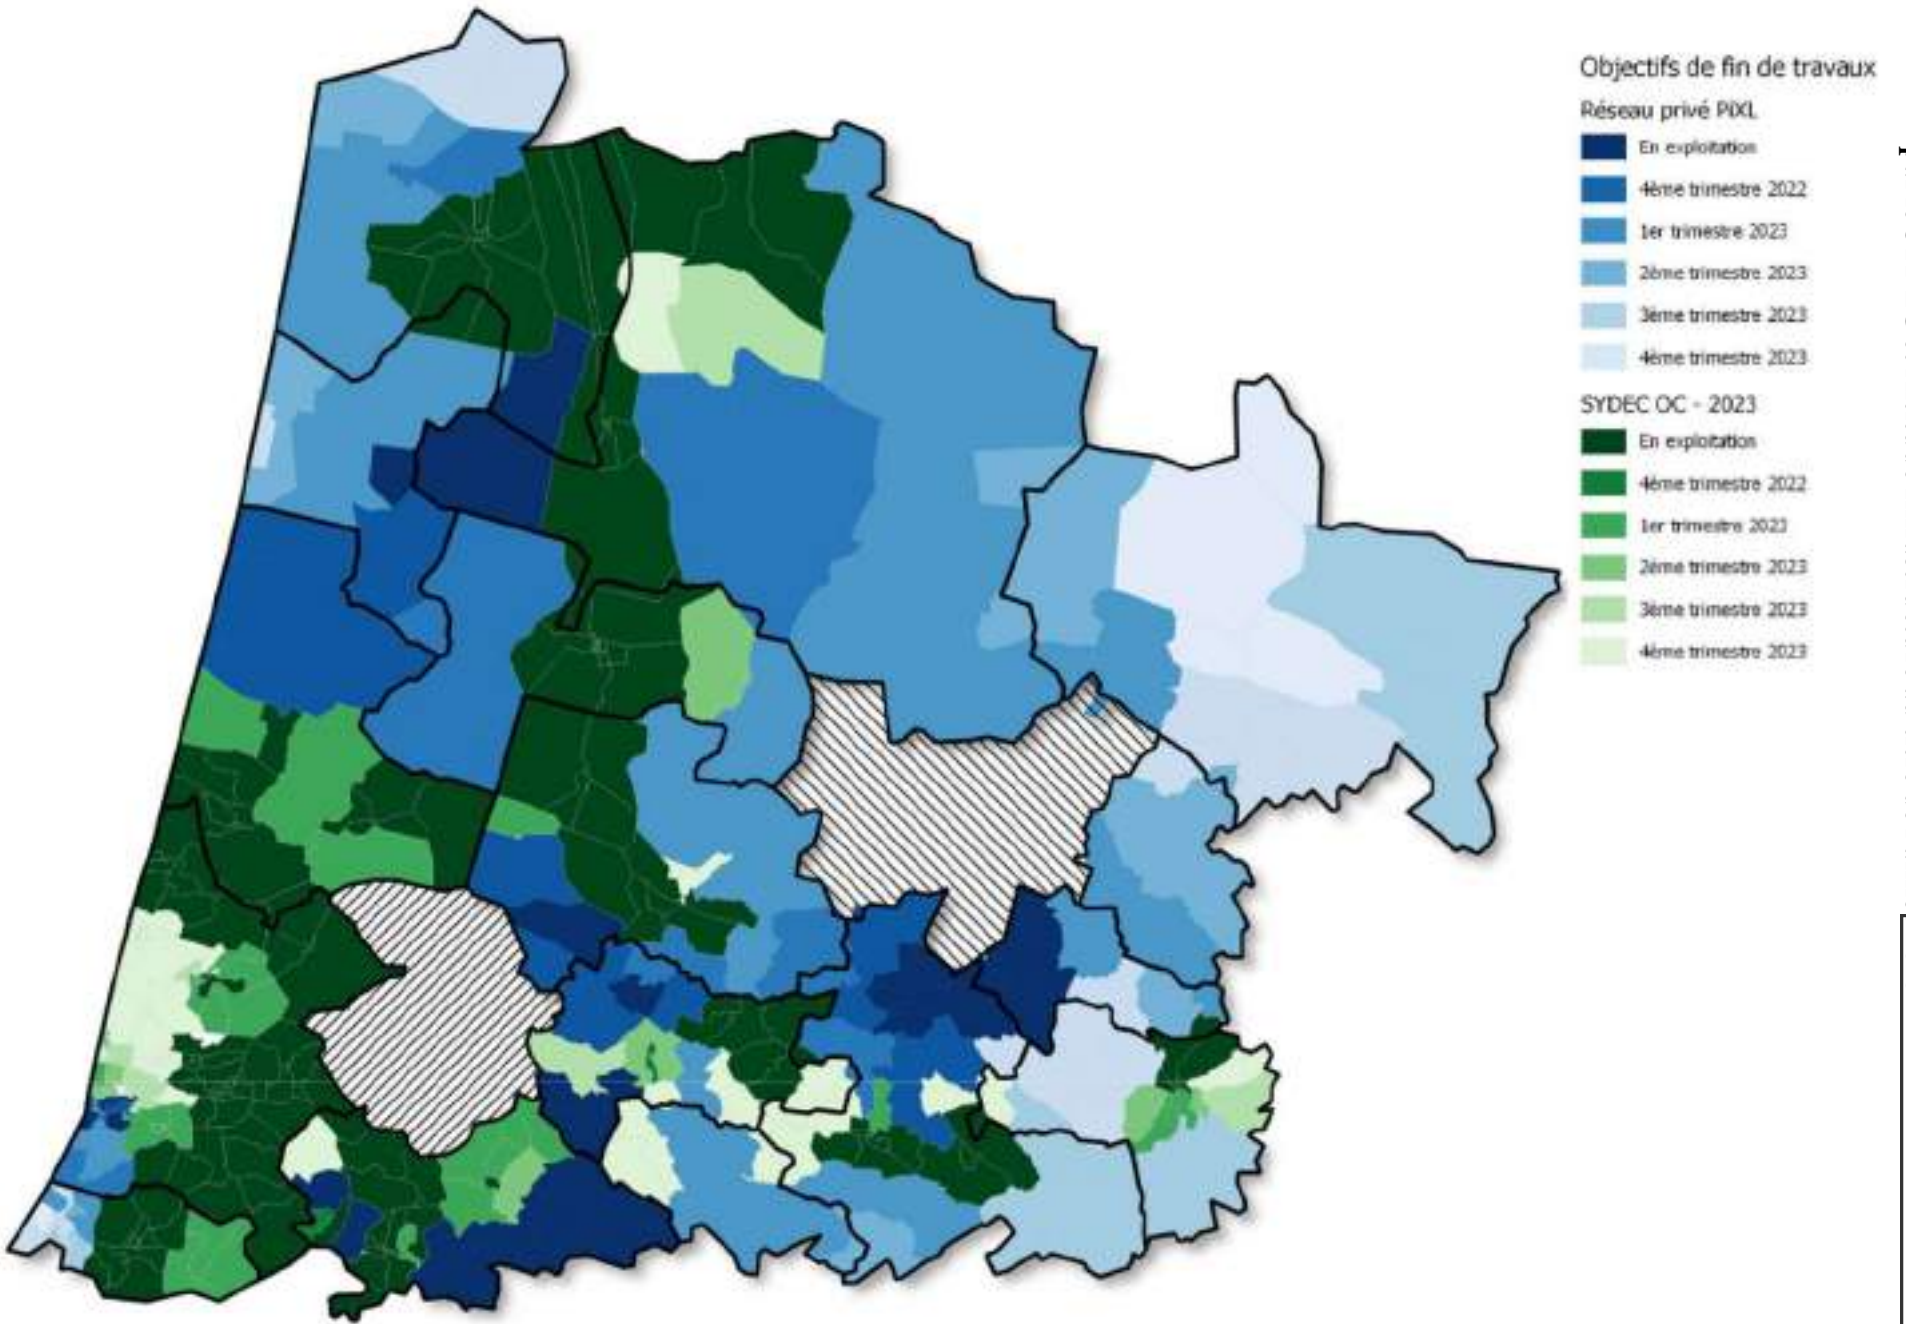 Objectifs de fin de travaux
Réseau privé PiXL
En exploitation
4ème trimestre 2022
1er trimestre 2023
2ème trimestre 2023
3ème trimestre 2023
4ème trimestre 2023
SYDEC OC - 2023
En exploitation
4ème trimestre 2022
1er trimestre 2023
2ème trimestre 2023
3ème trimestre 2023
4ème trimestre 2023